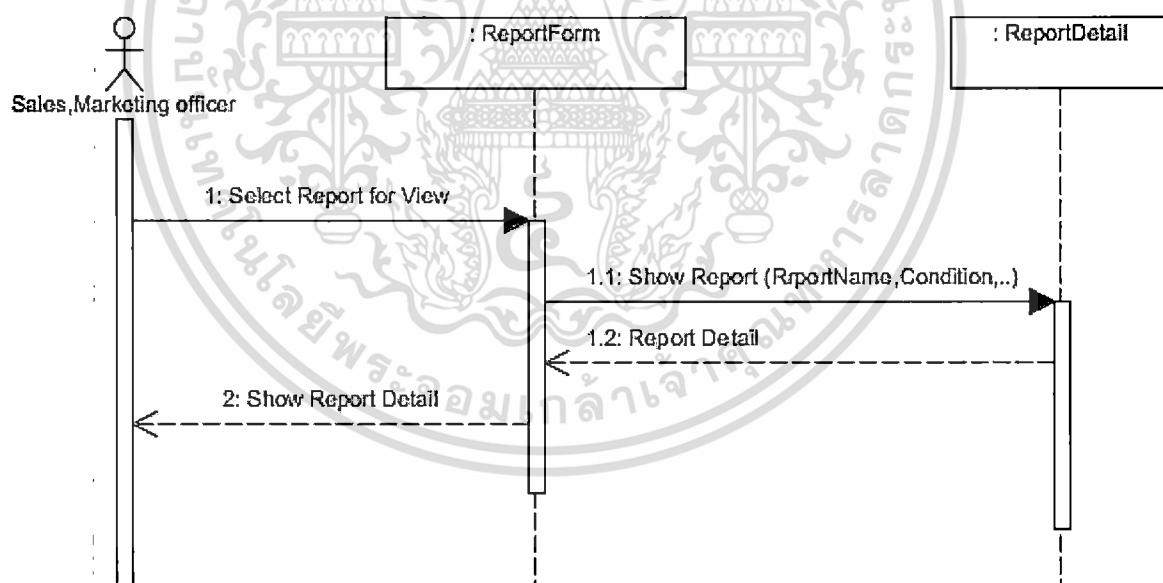 : ReportForm
: ReportDetail
Sales,Marketing officer
1: Select Report for View
1.1: Show Report (RrportName,Condition,..)
1.2: Report Detail
2: Show Report Detail